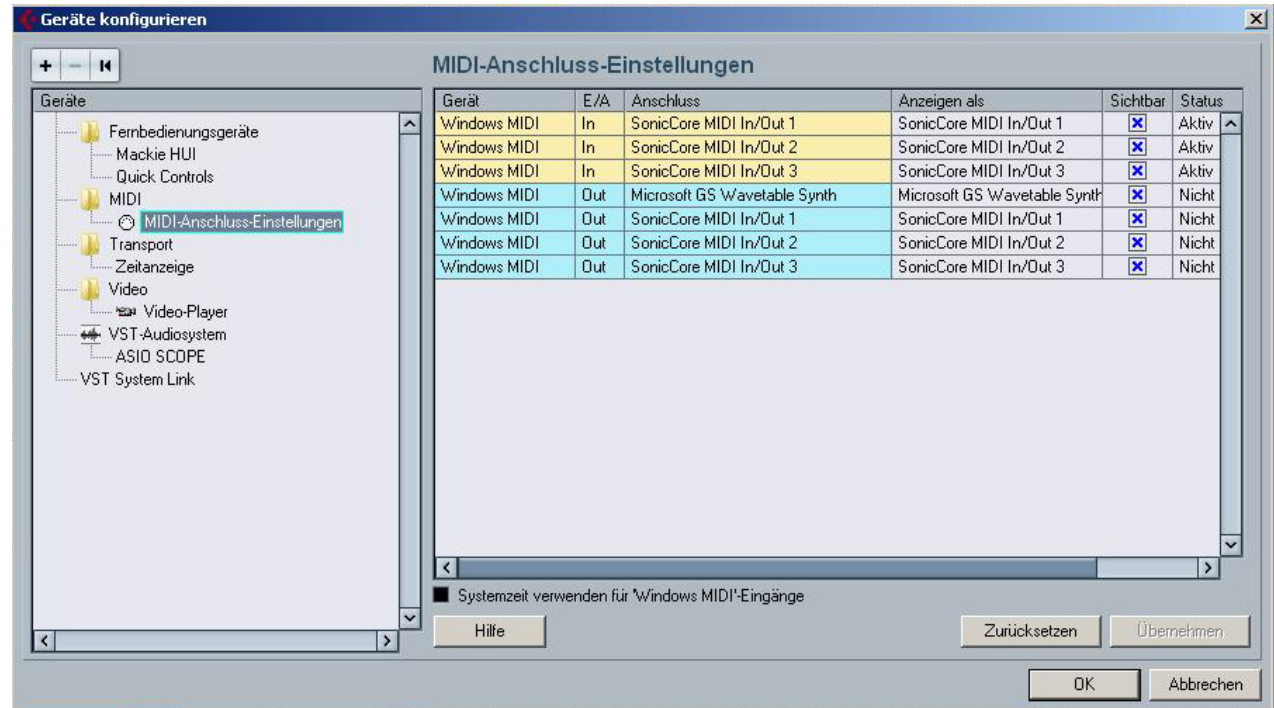 Geräte konfigurieren
MIDI-Anschluss-Einstellungen
Geräte
Fernbedienungsgeräte
Mackie HUI
Quick Controls
MIDI
MIDI-Anschluss-Einstellungen
Transport
Zeitanzeige
Video
Video-Player
VST-Audiosystem
ASIO SCOPE
VST System Link
Gerät E/A Anschluss Anzeigen als Sichtbar Status
Windows MIDI In SonicCore MIDI In/Out 1 SonicCore MIDI In/Out 1 Aktiv
Windows MIDI In SonicCore MIDI In/Out 2 SonicCore MIDI In/Out 2 Aktiv
Windows MIDI In SonicCore MIDI In/Out 3 SonicCore MIDI In/Out 3 Aktiv
Windows MIDI Out Microsoft GS Wavetable Synth Microsoft GS Wavetable Synth Nicht
Windows MIDI Out SonicCore MIDI In/Out 1 SonicCore MIDI In/Out 1 Nicht
Windows MIDI Out SonicCore MIDI In/Out 2 SonicCore MIDI In/Out 2 Nicht
Windows MIDI Out SonicCore MIDI In/Out 3 SonicCore MIDI In/Out 3 Nicht
Systemzeit verwenden für 'Windows MIDI'-Eingänge
Hilfe Zurücksetzen Übernehmen
OK Abbrechen